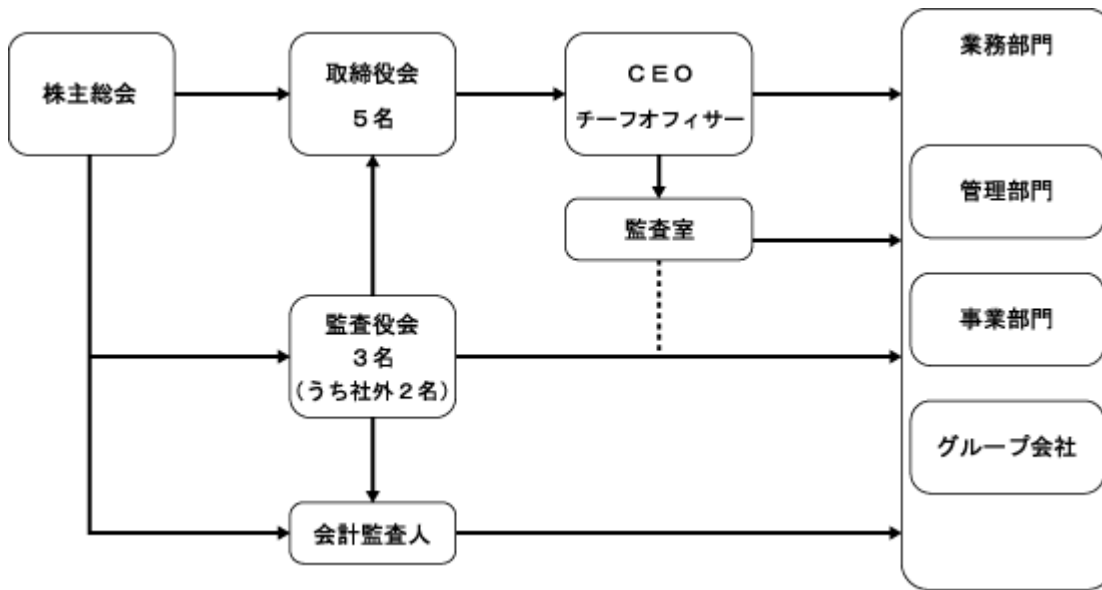 株主総会
取締役会
５名
ＣＥＯ
チーフオフィサー
業務部門
管理部門
監査室
事業部門
監査役会
３名
（うち社外２名）
グループ会社
会計監査人